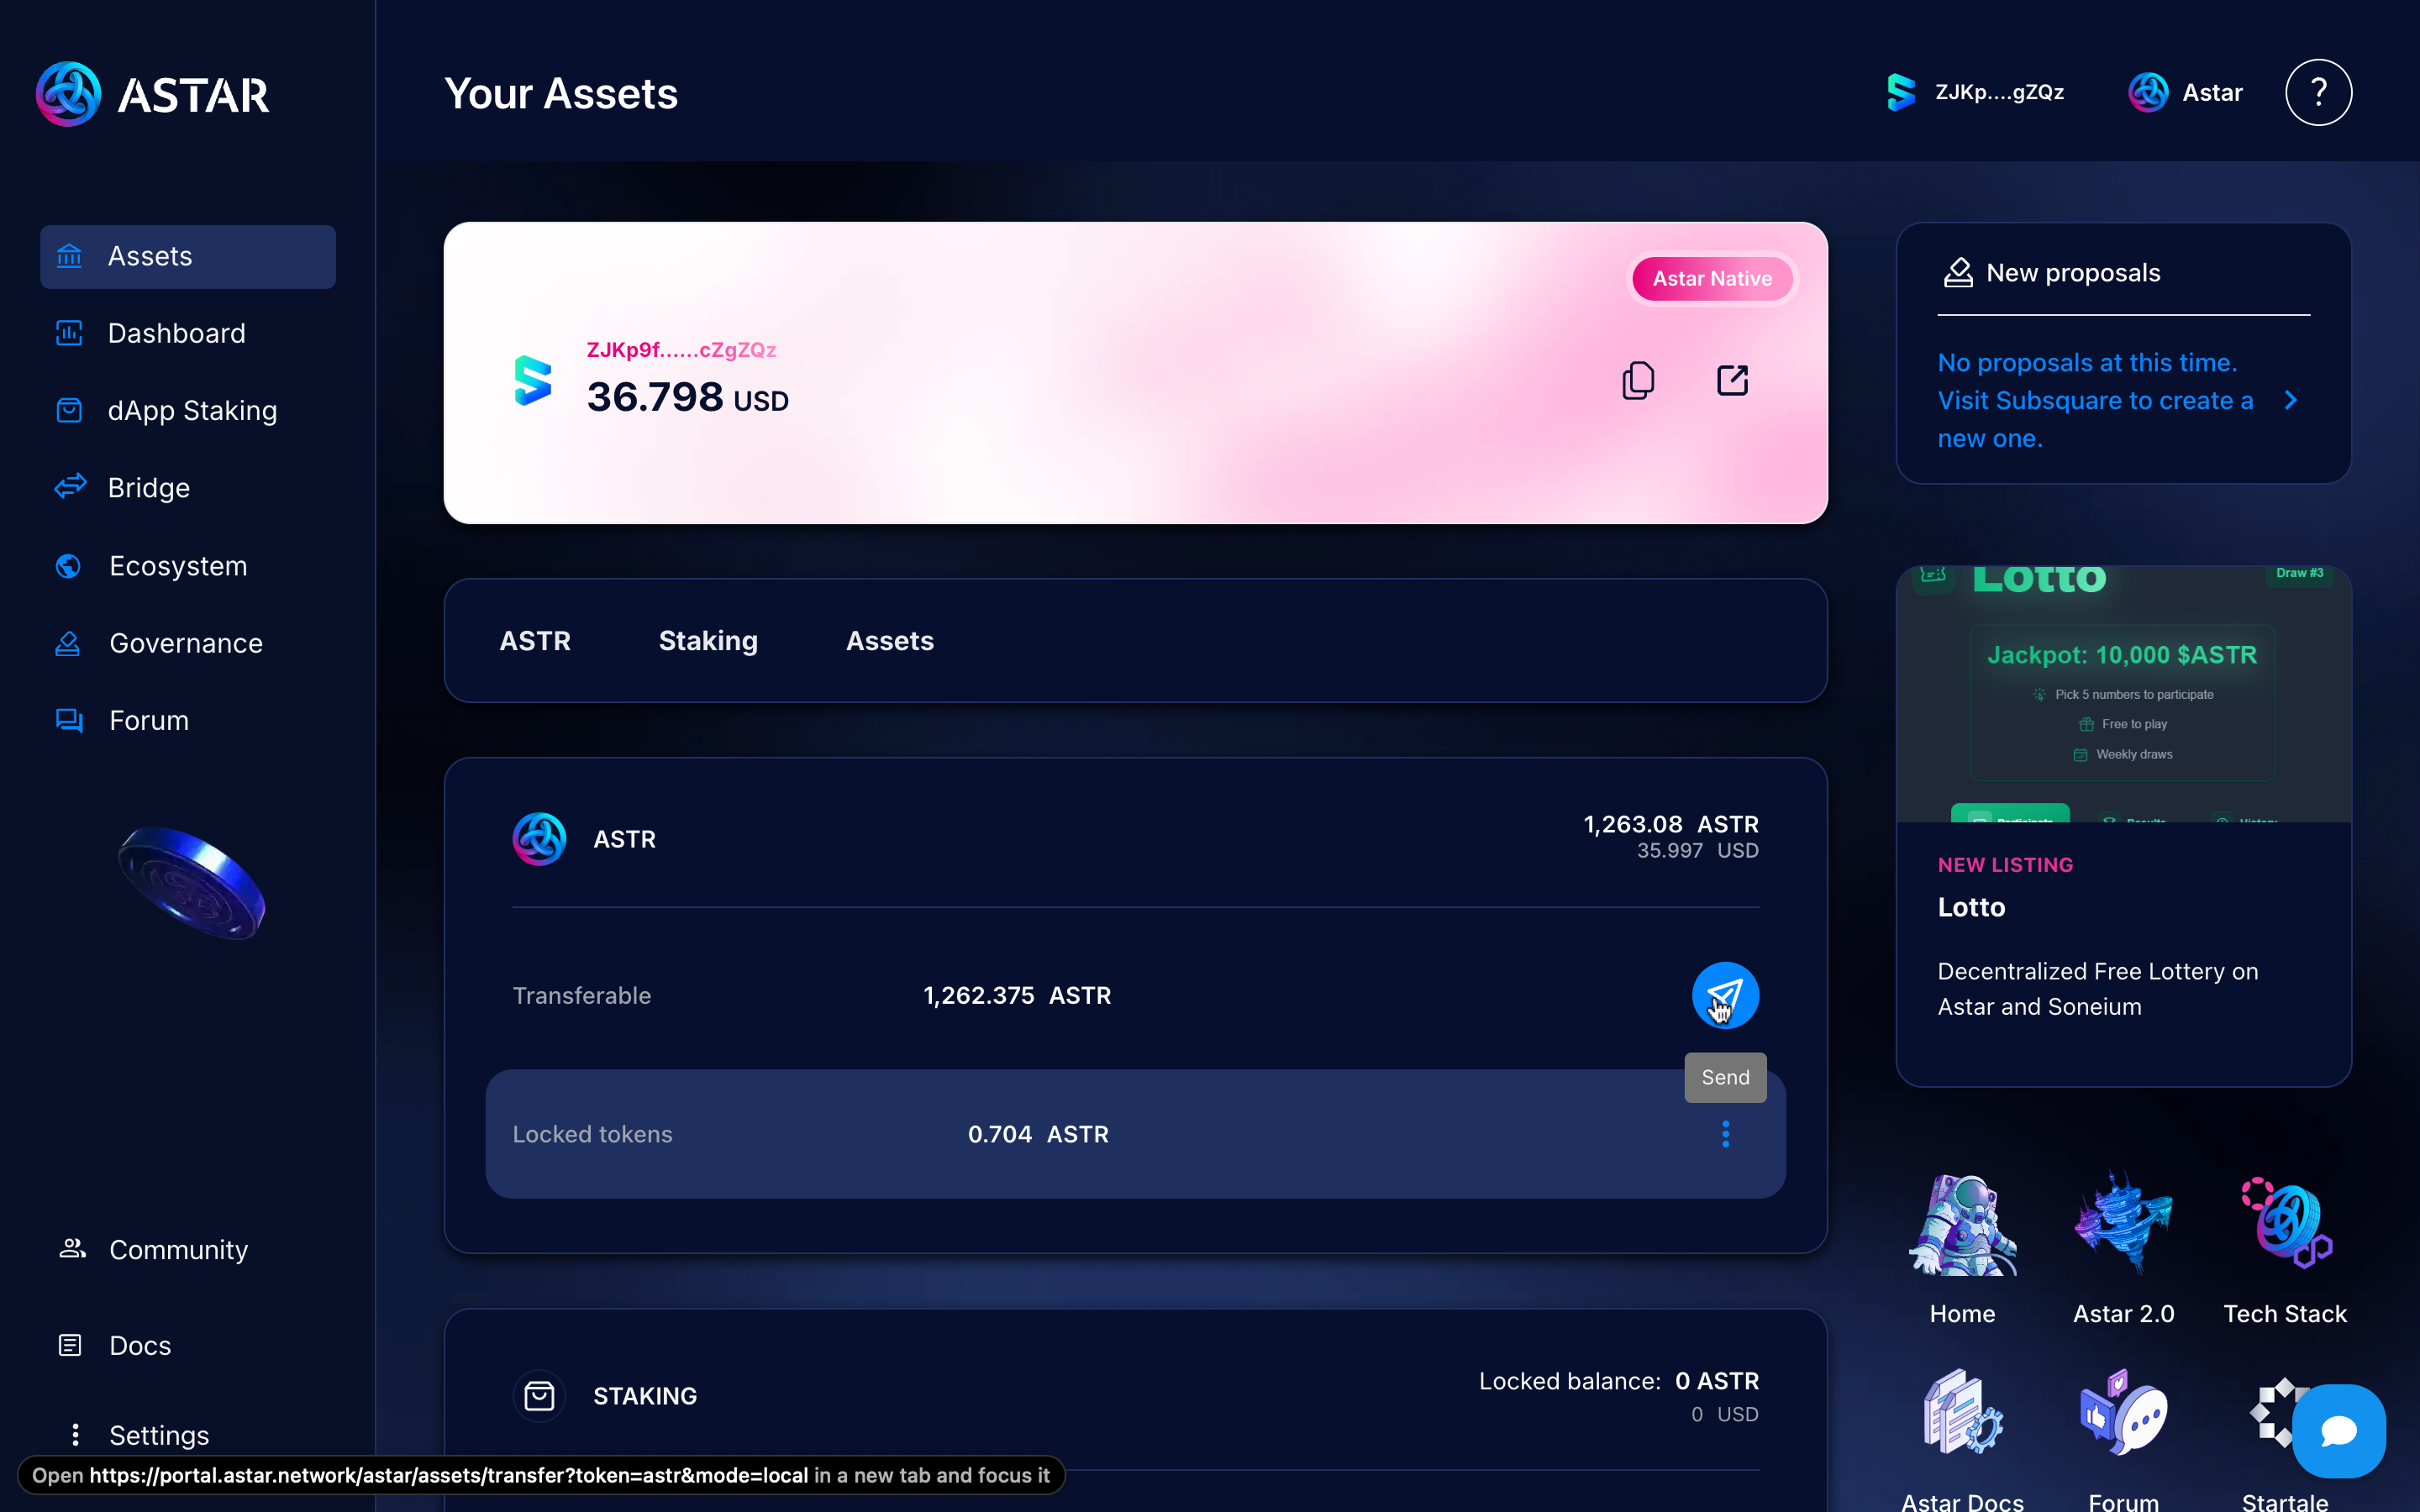 ASTAR
Your Assets
ZJKp....gZQz
Astar
?
Assets
Dashboard
dApp Staking
Bridge
Ecosystem
Governance
Forum
Community
Docs
Settings
Astar Native
ZJKp9f......cZgZQz
36.798 USD
ASTR
Staking
Assets
ASTR
1,263.08 ASTR
35.997 USD
Transferable
1,262.375 ASTR
Send
Locked tokens
0.704 ASTR
STAKING
Locked balance: 0 ASTR
0 USD
New proposals
No proposals at this time.
Visit Subsquare to create a
new one.
Lotto
Draw #3
Jackpot: 10,000 $ASTR
Pick 5 numbers to participate
Free to play
Weekly draws
Participate
Results
History
NEW LISTING
Lotto
Decentralized Free Lottery on
Astar and Soneium
Home
Astar 2.0
Tech Stack
Astar Docs
Forum
Startale
Open https://portal.astar.network/astar/assets/transfer?token=astr&mode=local in a new tab and focus it